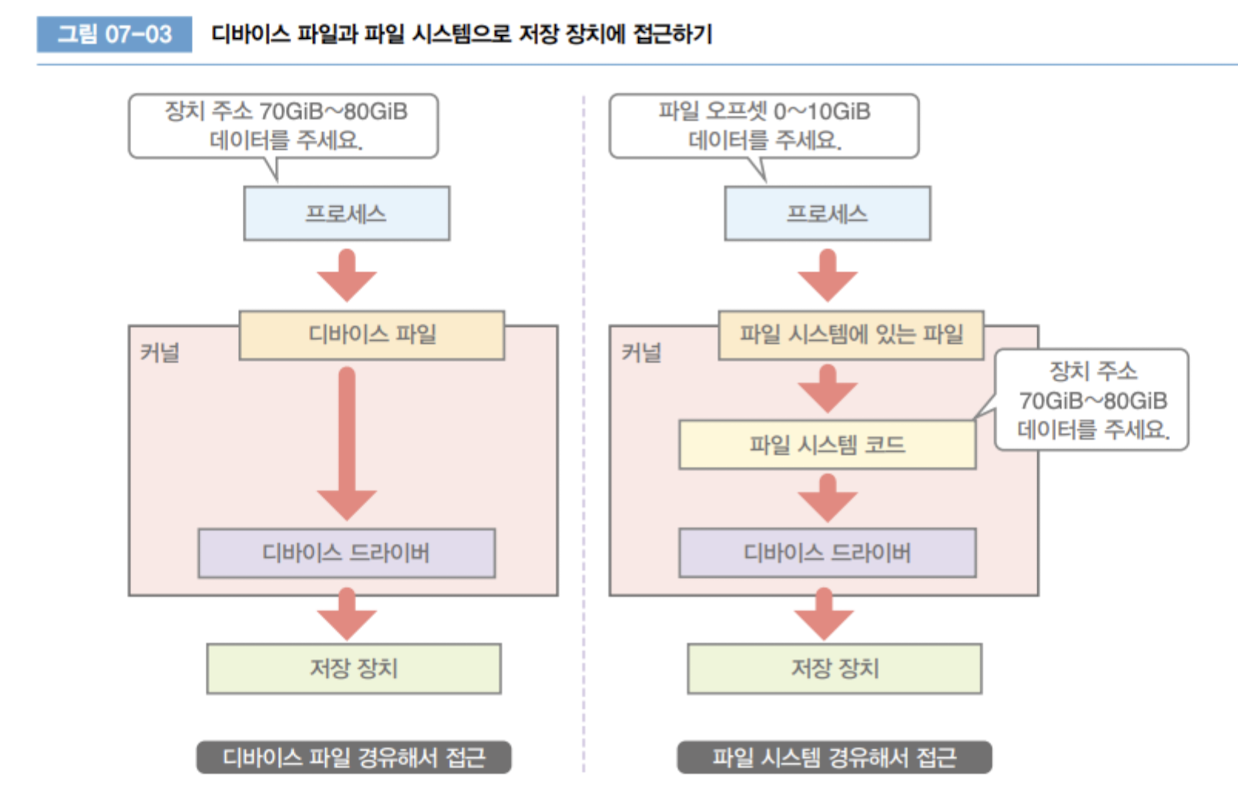 그림 07-03 디바이스 파일과 파일 시스템으로 저장 장치에 접근하기
장치 주소 70GiB~80GiB
데이터를 주세요.
프로세스
커널
디바이스 파일
디바이스 드라이버
저장 장치
디바이스 파일 경유해서 접근
파일 오프셋 0~10GiB
데이터를 주세요.
프로세스
커널
파일 시스템에 있는 파일
장치 주소
70GiB~80GiB
데이터를 주세요.
파일 시스템 코드
디바이스 드라이버
저장 장치
파일 시스템 경유해서 접근